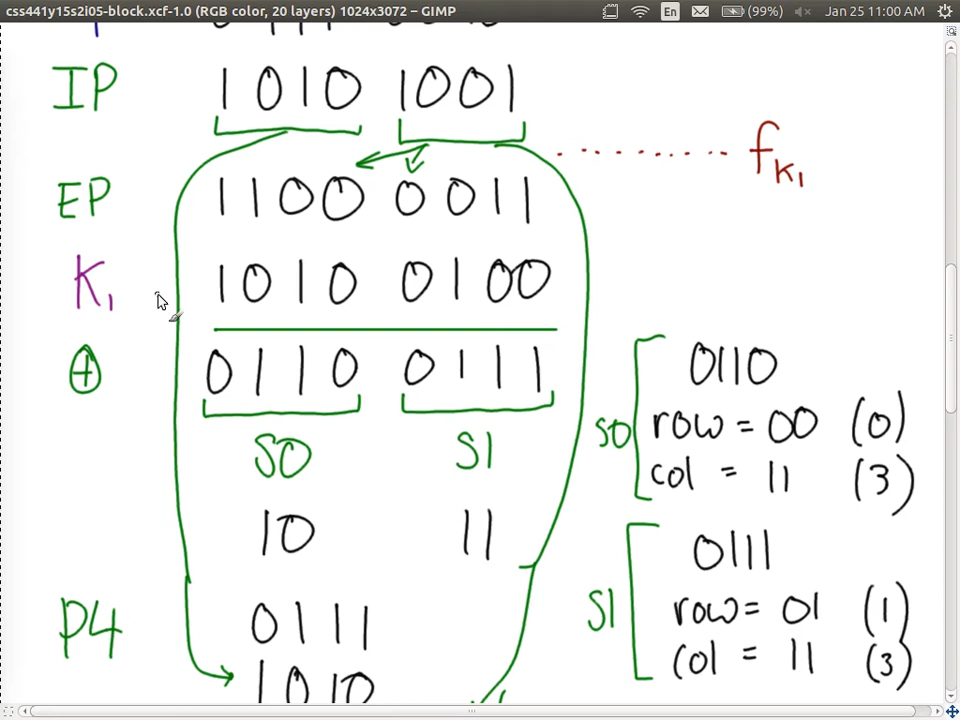 css441y15s2i05-block.xcf-1.0 (RGB color, 20 layers) 1024x3072 – GIMP
En
(99%)
Jan 25 11:00 AM
IP 1010 1001
fK1
EP 1100 0011
K1 1010 0100
⊕ 0110 0111
S0 S1
10 11
P4 0111
1010
S0
0110
row = 00 (0)
col = 11 (3)
S1
0111
row = 01 (1)
col = 11 (3)